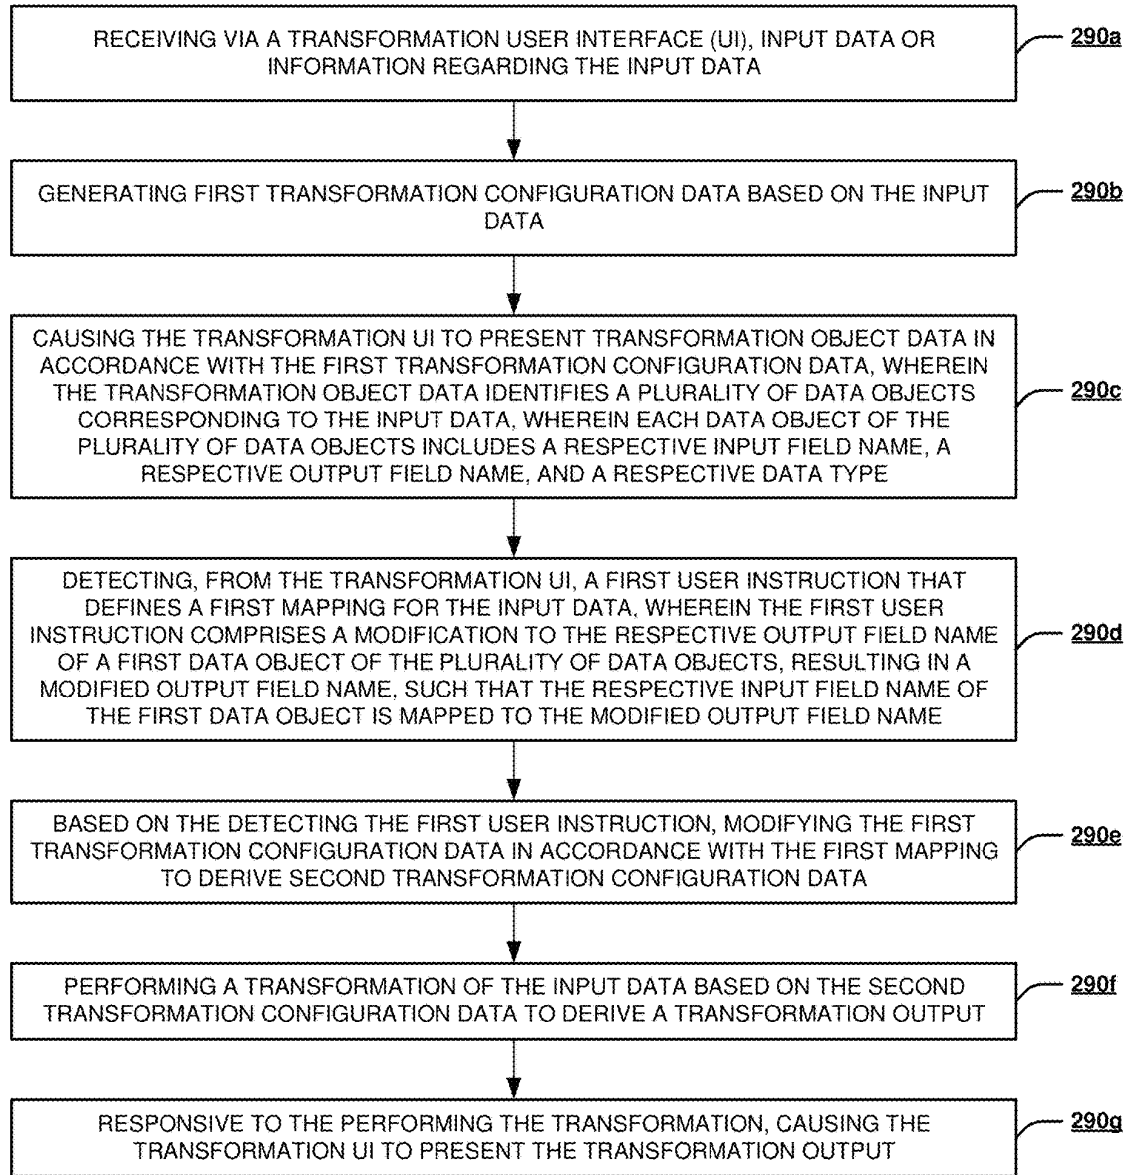 RECEIVING VIA A TRANSFORMATION USER INTERFACE (UI), INPUT DATA OR
INFORMATION REGARDING THE INPUT DATA
290a
GENERATING FIRST TRANSFORMATION CONFIGURATION DATA BASED ON THE INPUT
DATA
290b
CAUSING THE TRANSFORMATION UI TO PRESENT TRANSFORMATION OBJECT DATA IN
ACCORDANCE WITH THE FIRST TRANSFORMATION CONFIGURATION DATA, WHEREIN
THE TRANSFORMATION OBJECT DATA IDENTIFIES A PLURALITY OF DATA OBJECTS
CORRESPONDING TO THE INPUT DATA, WHEREIN EACH DATA OBJECT OF THE
PLURALITY OF DATA OBJECTS INCLUDES A RESPECTIVE INPUT FIELD NAME, A
RESPECTIVE OUTPUT FIELD NAME, AND A RESPECTIVE DATA TYPE
290c
DETECTING, FROM THE TRANSFORMATION UI, A FIRST USER INSTRUCTION THAT
DEFINES A FIRST MAPPING FOR THE INPUT DATA, WHEREIN THE FIRST USER
INSTRUCTION COMPRISES A MODIFICATION TO THE RESPECTIVE OUTPUT FIELD NAME
OF A FIRST DATA OBJECT OF THE PLURALITY OF DATA OBJECTS, RESULTING IN A
MODIFIED OUTPUT FIELD NAME, SUCH THAT THE RESPECTIVE INPUT FIELD NAME OF
THE FIRST DATA OBJECT IS MAPPED TO THE MODIFIED OUTPUT FIELD NAME
290d
BASED ON THE DETECTING THE FIRST USER INSTRUCTION, MODIFYING THE FIRST
TRANSFORMATION CONFIGURATION DATA IN ACCORDANCE WITH THE FIRST MAPPING
TO DERIVE SECOND TRANSFORMATION CONFIGURATION DATA
290e
PERFORMING A TRANSFORMATION OF THE INPUT DATA BASED ON THE SECOND
TRANSFORMATION CONFIGURATION DATA TO DERIVE A TRANSFORMATION OUTPUT
290f
RESPONSIVE TO THE PERFORMING THE TRANSFORMATION, CAUSING THE
TRANSFORMATION UI TO PRESENT THE TRANSFORMATION OUTPUT
290g